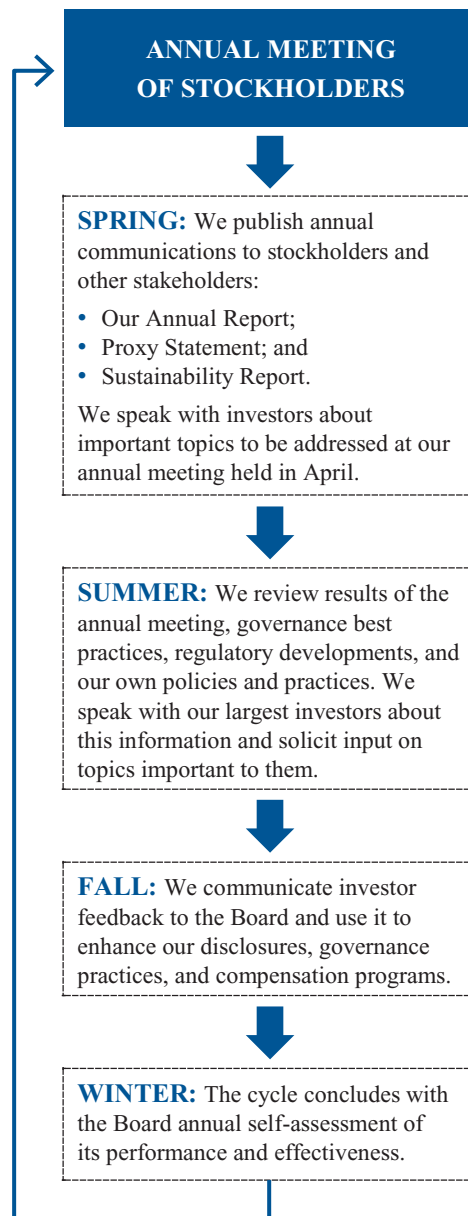 ANNUAL MEETING
OF STOCKHOLDERS
SPRING: We publish annual
communications to stockholders and
other stakeholders:
• Our Annual Report;
• Proxy Statement; and
• Sustainability Report.
We speak with investors about
important topics to be addressed at our
annual meeting held in April.
SUMMER: We review results of the
annual meeting, governance best
practices, regulatory developments, and
our own policies and practices. We
speak with our largest investors about
this information and solicit input on
topics important to them.
FALL: We communicate investor
feedback to the Board and use it to
enhance our disclosures, governance
practices, and compensation programs.
WINTER: The cycle concludes with
the Board annual self-assessment of
its performance and effectiveness.